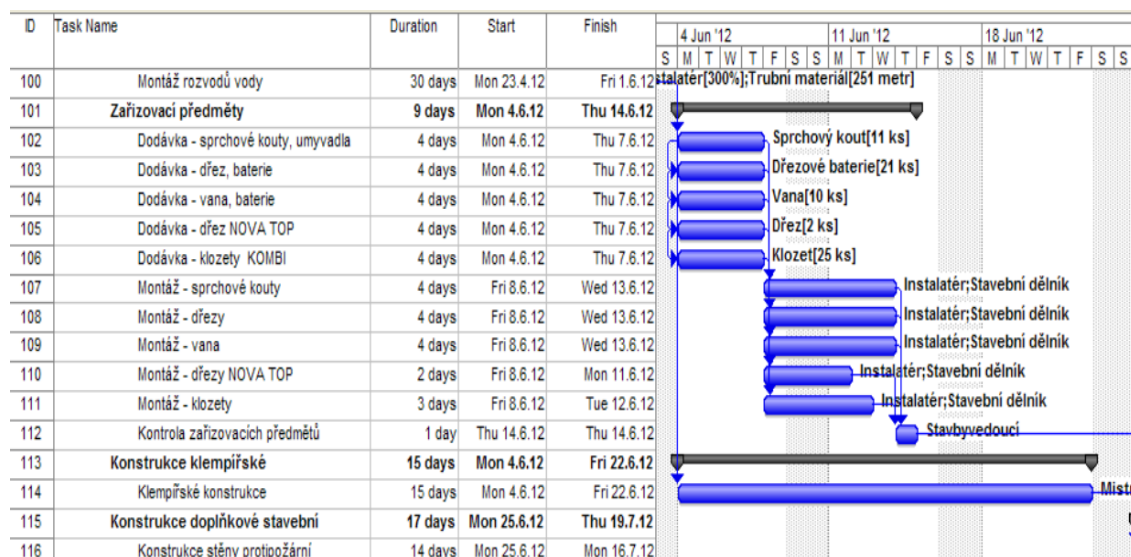 ID Task Name Duration Start Finish 4 Jun '12 11 Jun '12 18 Jun '12
S M T W T F S S M T W T F S S M T W T F S S
100 Montáž rozvodů vody 30 days Mon 23.4.12 Fri 1.6.12 stalatér[300%];Trubní materiál[251 metr]
101 Zařizovací předměty 9 days Mon 4.6.12 Thu 14.6.12
102 Dodávka - sprchové kouty, umyvadla 4 days Mon 4.6.12 Thu 7.6.12 Sprchový kout[11 ks]
103 Dodávka - dřez, baterie 4 days Mon 4.6.12 Thu 7.6.12 Dřezové baterie[21 ks]
104 Dodávka - vana, baterie 4 days Mon 4.6.12 Thu 7.6.12 Vana[10 ks]
105 Dodávka - dřez NOVA TOP 4 days Mon 4.6.12 Thu 7.6.12 Dřez[2 ks]
106 Dodávka - klozety KOMBI 4 days Mon 4.6.12 Thu 7.6.12 Klozet[25 ks]
107 Montáž - sprchové kouty 4 days Fri 8.6.12 Wed 13.6.12 Instalatér;Stavební dělník
108 Montáž - dřezy 4 days Fri 8.6.12 Wed 13.6.12 Instalatér;Stavební dělník
109 Montáž - vana 4 days Fri 8.6.12 Wed 13.6.12 Instalatér;Stavební dělník
110 Montáž - dřezy NOVA TOP 2 days Fri 8.6.12 Mon 11.6.12 Instalatér;Stavební dělník
111 Montáž - klozety 3 days Fri 8.6.12 Tue 12.6.12 Instalatér;Stavební dělník
112 Kontrola zařizovacích předmětů 1 day Thu 14.6.12 Thu 14.6.12 Stavbyvedoucí
113 Konstrukce klempířské 15 days Mon 4.6.12 Fri 22.6.12
114 Klempířské konstrukce 15 days Mon 4.6.12 Fri 22.6.12 Mistr
115 Konstrukce doplňkové stavební 17 days Mon 25.6.12 Thu 19.7.12
116 Konstrukce stěny protipožární 14 days Mon 25.6.12 Mon 16.7.12